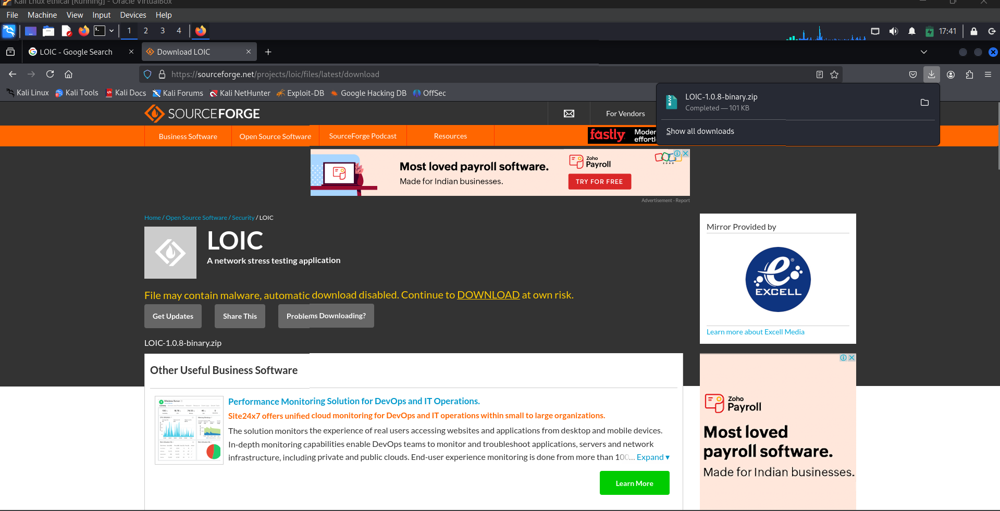 Kali Lnux ethical [Running] - Oracle VirtualBox
File Machine View Input Devices Help
1 2 3 4 17:41
LOIC - Google Search
Download LOIC
https://sourceforge.net/projects/loic/files/latest/download
Kali Linux Kali Tools Kali Docs Kali Forums Kali NetHunter Exploit-DB Google Hacking DB OffSec
LOIC-1.0.8-binary.zip
Completed — 101 KB
Show all downloads
SOURCEFORGE
For Vendors
Business Software Open Source Software SourceForge Podcast Resources
fastly
Moder
effortl
Most loved payroll software.
Made for Indian businesses.
Zoho
Payroll
TRY FOR FREE
ZOHO
Advertisement - Report
Home / Open Source Software / Security / LOIC
LOIC
A network stress testing application
File may contain malware, automatic download disabled. Continue to DOWNLOAD at own risk.
Get Updates Share This Problems Downloading?
LOIC-1.0.8-binary.zip
Mirror Provided by
e
EXCELL
Learn more about Excell Media
Other Useful Business Software
Performance Monitoring Solution for DevOps and IT Operations.
Site24x7 offers unified cloud monitoring for DevOps and IT operations within small to large organizations.
The solution monitors the experience of real users accessing websites and applications from desktop and mobile devices.
In-depth monitoring capabilities enable DevOps teams to monitor and troubleshoot applications, servers and network
infrastructure, including private and public clouds. End-user experience monitoring is done from more than 100... Expand ▾
Learn More
Zoho
Payroll
Most loved
payroll software.
Made for Indian businesses.